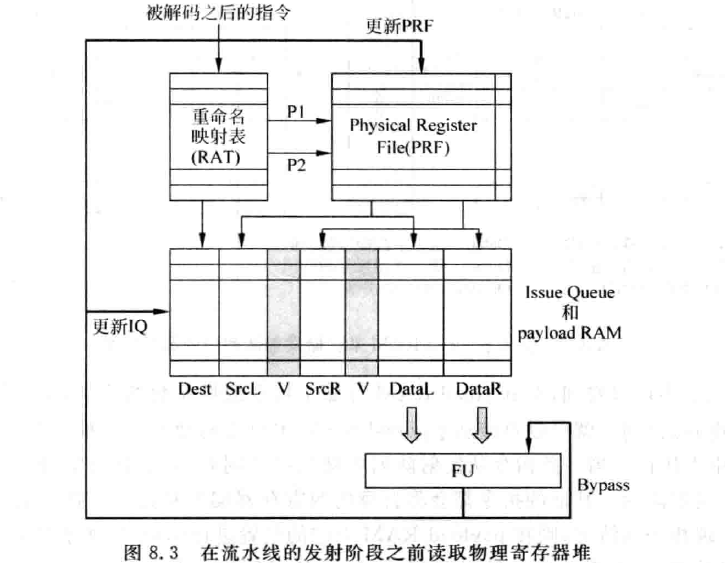 被解码之后的指令
更新PRF
重命名
映射表
(RAT)
P1
P2
Physical Register
File(PRF)
更新IQ
Issue Queue
和
payload RAM
Dest SrcL V SrcR V DataL DataR
FU
Bypass
图 8.3 在流水线的发射阶段之前读取物理寄存器堆